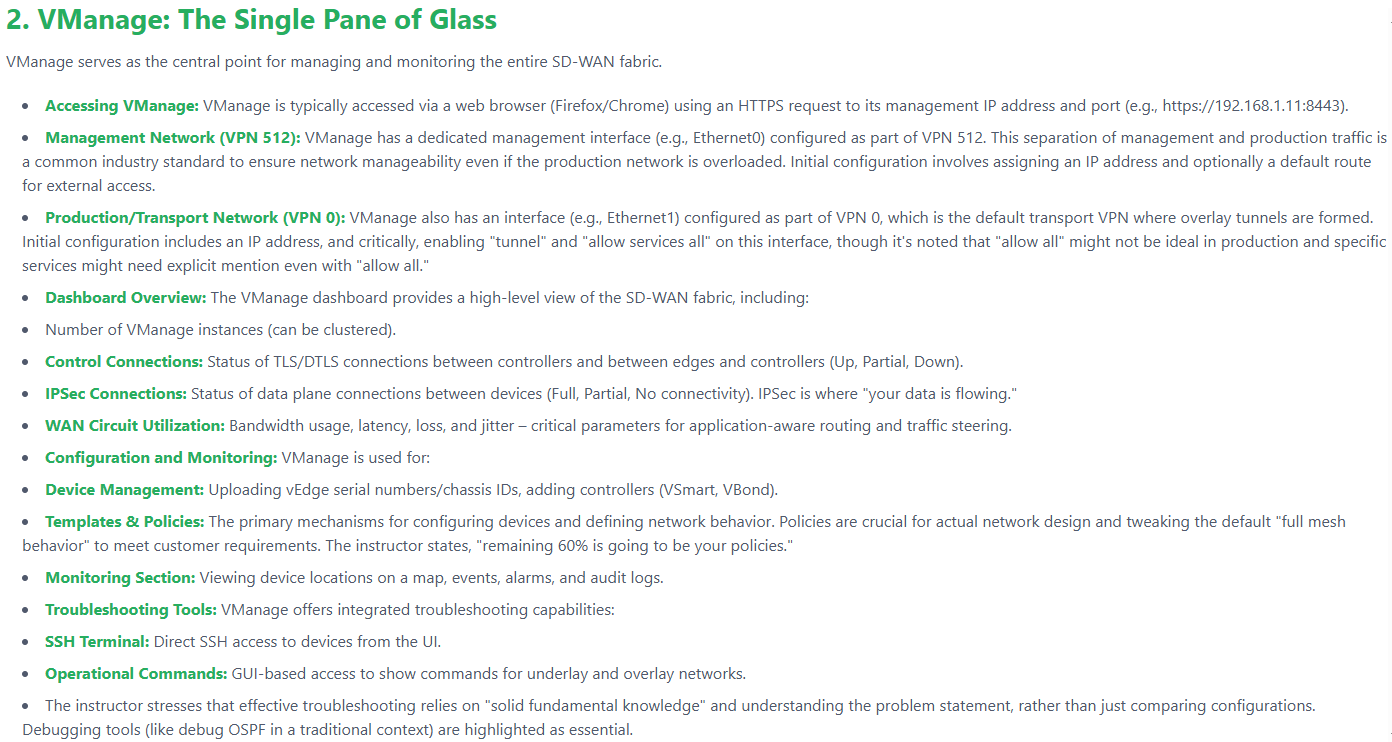 2. VManage: The Single Pane of Glass
VManage serves as the central point for managing and monitoring the entire SD-WAN fabric.
• Accessing VManage: VManage is typically accessed via a web browser (Firefox/Chrome) using an HTTPS request to its management IP address and port (e.g., https://192.168.1.11:8443).
• Management Network (VPN 512): VManage has a dedicated management interface (e.g., Ethernet0) configured as part of VPN 512. This separation of management and production traffic is
a common industry standard to ensure network manageability even if the production network is overloaded. Initial configuration involves assigning an IP address and optionally a default route
for external access.
• Production/Transport Network (VPN 0): VManage also has an interface (e.g., Ethernet1) configured as part of VPN 0, which is the default transport VPN where overlay tunnels are formed.
Initial configuration includes an IP address, and critically, enabling "tunnel" and "allow services all" on this interface, though it's noted that "allow all" might not be ideal in production and specific
services might need explicit mention even with "allow all."
• Dashboard Overview: The VManage dashboard provides a high-level view of the SD-WAN fabric, including:
• Number of VManage instances (can be clustered).
• Control Connections: Status of TLS/DTLS connections between controllers and between edges and controllers (Up, Partial, Down).
• IPSec Connections: Status of data plane connections between devices (Full, Partial, No connectivity). IPSec is where "your data is flowing."
• WAN Circuit Utilization: Bandwidth usage, latency, loss, and jitter – critical parameters for application-aware routing and traffic steering.
• Configuration and Monitoring: VManage is used for:
• Device Management: Uploading vEdge serial numbers/chassis IDs, adding controllers (VSmart, VBond).
• Templates & Policies: The primary mechanisms for configuring devices and defining network behavior. Policies are crucial for actual network design and tweaking the default "full mesh
behavior" to meet customer requirements. The instructor states, "remaining 60% is going to be your policies."
• Monitoring Section: Viewing device locations on a map, events, alarms, and audit logs.
• Troubleshooting Tools: VManage offers integrated troubleshooting capabilities:
• SSH Terminal: Direct SSH access to devices from the UI.
• Operational Commands: GUI-based access to show commands for underlay and overlay networks.
• The instructor stresses that effective troubleshooting relies on "solid fundamental knowledge" and understanding the problem statement, rather than just comparing configurations.
Debugging tools (like debug OSPF in a traditional context) are highlighted as essential.